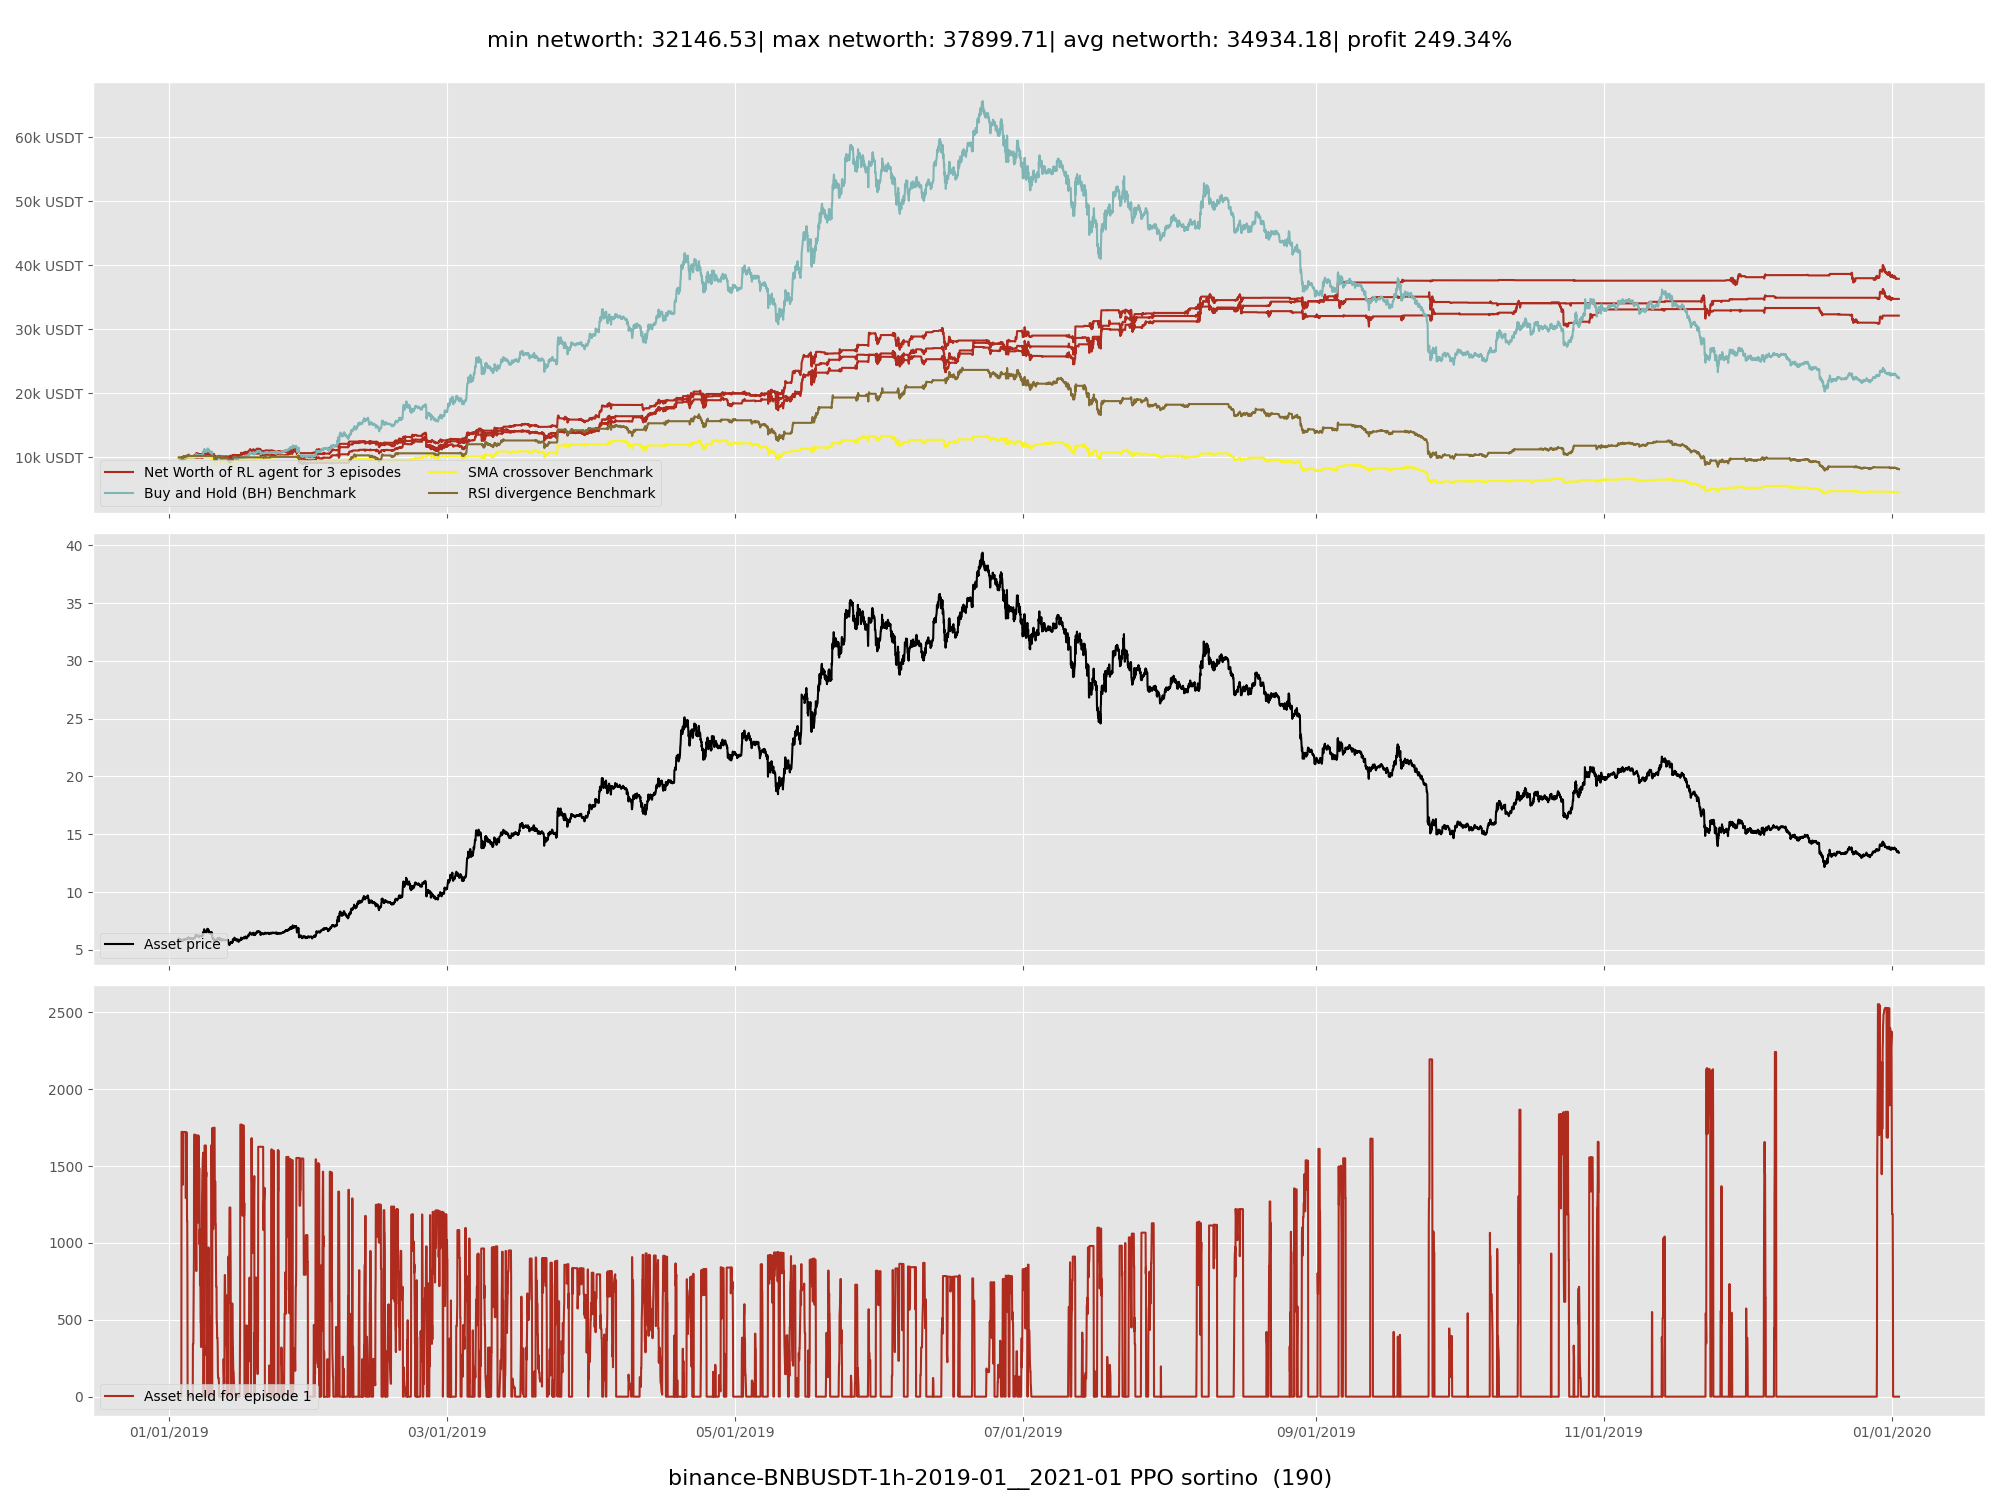 min networth: 32146.53| max networth: 37899.71| avg networth: 34934.18| profit 249.34%
60k USDT
50k USDT
40k USDT
30k USDT
20k USDT
10k USDT
Net Worth of RL agent for 3 episodes
Buy and Hold (BH) Benchmark
SMA crossover Benchmark
RSI divergence Benchmark
40
35
30
25
20
15
10
5
Asset price
2500
2000
1500
1000
500
0
Asset held for episode 1
01/01/2019 03/01/2019 05/01/2019 07/01/2019 09/01/2019 11/01/2019 01/01/2020
binance-BNBUSDT-1h-2019-01__2021-01 PPO sortino (190)